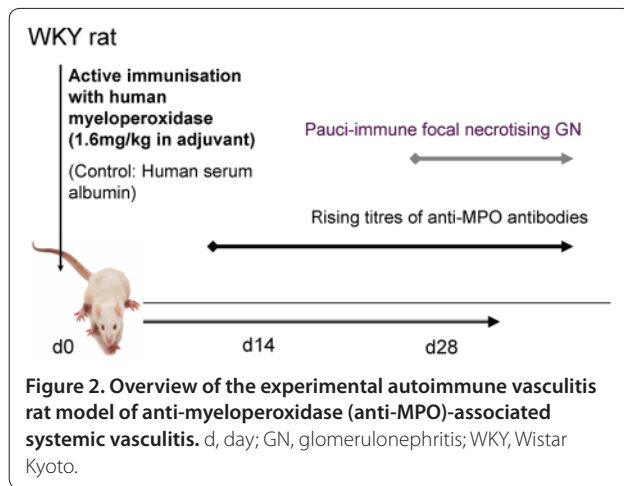 WKY rat
Active immunisation
with human
myeloperoxidase
(1.6mg/kg in adjuvant)
(Control: Human serum
albumin)
Pauci-immune focal necrotising GN
Rising titres of anti-MPO antibodies
d0
d14
d28
Figure 2. Overview of the experimental autoimmune vasculitis
rat model of anti-myeloperoxidase (anti-MPO)-associated
systemic vasculitis. d, day; GN, glomerulonephritis; WKY, Wistar
Kyoto.